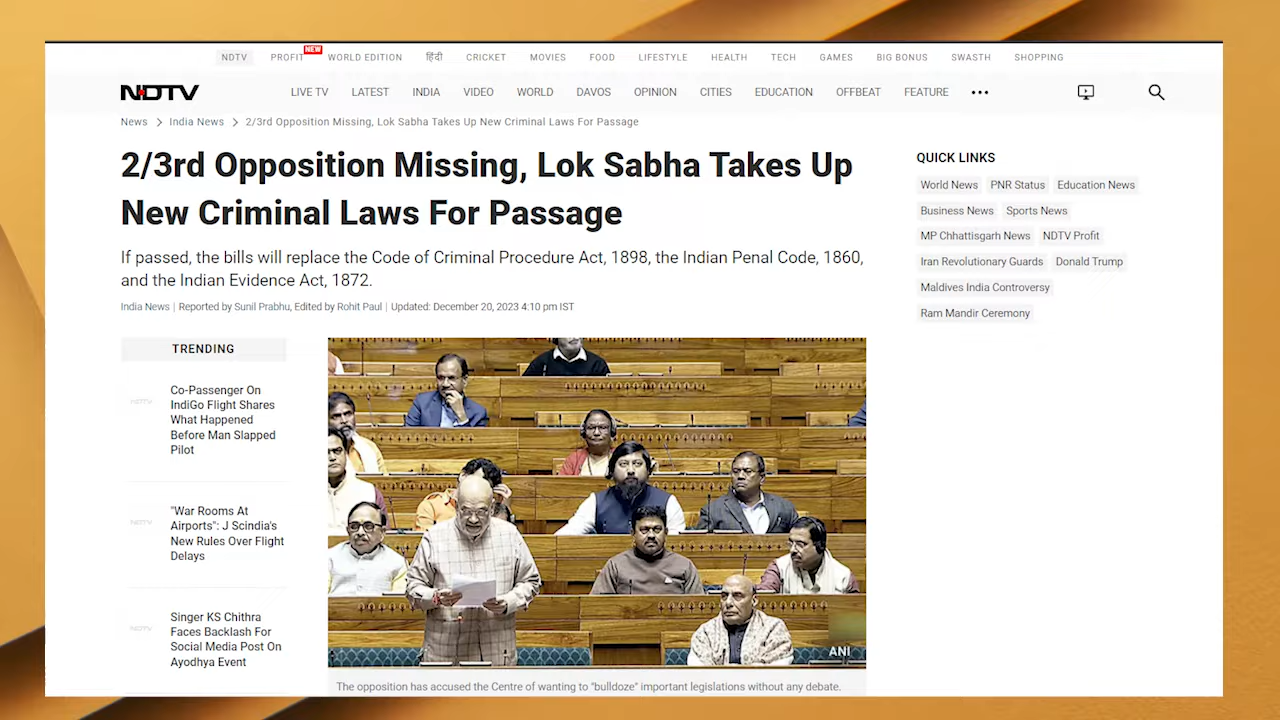 NDTV PROFIT NEW WORLD EDITION हिंदी CRICKET MOVIES FOOD LIFESTYLE HEALTH TECH GAMES BIG BONUS SWASTH SHOPPING
NDTV LIVE TV LATEST INDIA VIDEO WORLD DAVOS OPINION CITIES EDUCATION OFFBEAT FEATURE
News > India News > 2/3rd Opposition Missing, Lok Sabha Takes Up New Criminal Laws For Passage
2/3rd Opposition Missing, Lok Sabha Takes Up
New Criminal Laws For Passage
If passed, the bills will replace the Code of Criminal Procedure Act, 1898, the Indian Penal Code, 1860,
and the Indian Evidence Act, 1872.
India News | Reported by Sunil Prabhu, Edited by Rohit Paul | Updated: December 20, 2023 4:10 pm IST
TRENDING
NDTV
Co-Passenger On
IndiGo Flight Shares
What Happened
Before Man Slapped
Pilot
NDTV
"War Rooms At
Airports": J Scindia's
New Rules Over Flight
Delays
NDTV
Singer KS Chithra
Faces Backlash For
Social Media Post On
Ayodhya Event
ANI
The opposition has accused the Centre of wanting to "bulldoze" important legislations without any debate.
QUICK LINKS
World News PNR Status Education News
Business News Sports News
MP Chhattisgarh News NDTV Profit
Iran Revolutionary Guards Donald Trump
Maldives India Controversy
Ram Mandir Ceremony